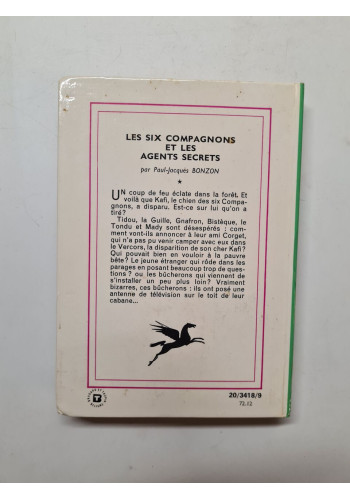 LES SIX COMPAGNONS
ET LES
AGENTS SECRETS
par Paul-Jacques BONZON
★
UN coup de feu éclate dans la forêt. Et
voilà que Kafi, le chien des six Compa-
gnons, a disparu. Est-ce sur lui qu'on a
tiré?
Tidou, la Guille, Gnafron, Bistèque, le
Tondu et Mady sont désespérés : com-
ment vont-ils annoncer à leur ami Corget,
qui n'a pas pu venir camper avec eux dans
le Vercors, la disparition de son cher Kafi?
Qui pouvait bien en vouloir à la pauvre
bête? Le jeune étranger qui rôde dans les
parages en posant beaucoup trop de ques-
tions? ou les bûcherons qui viennent de
s'installer un peu plus loin? Vraiment
bizarres, ces bûcherons : ils ont posé une
antenne de télévision sur le toit de leur
cabane...
20/3418/9
72.12